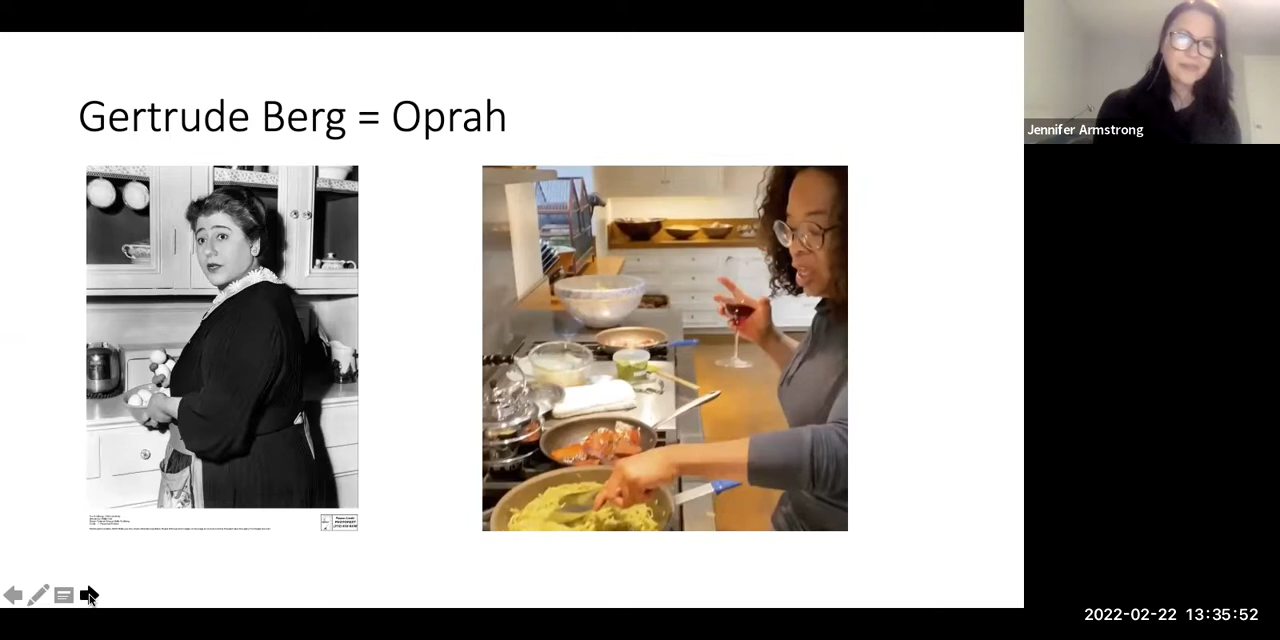 Gertrude Berg = Oprah
Jennifer Armstrong
2022-02-22 13:35:52